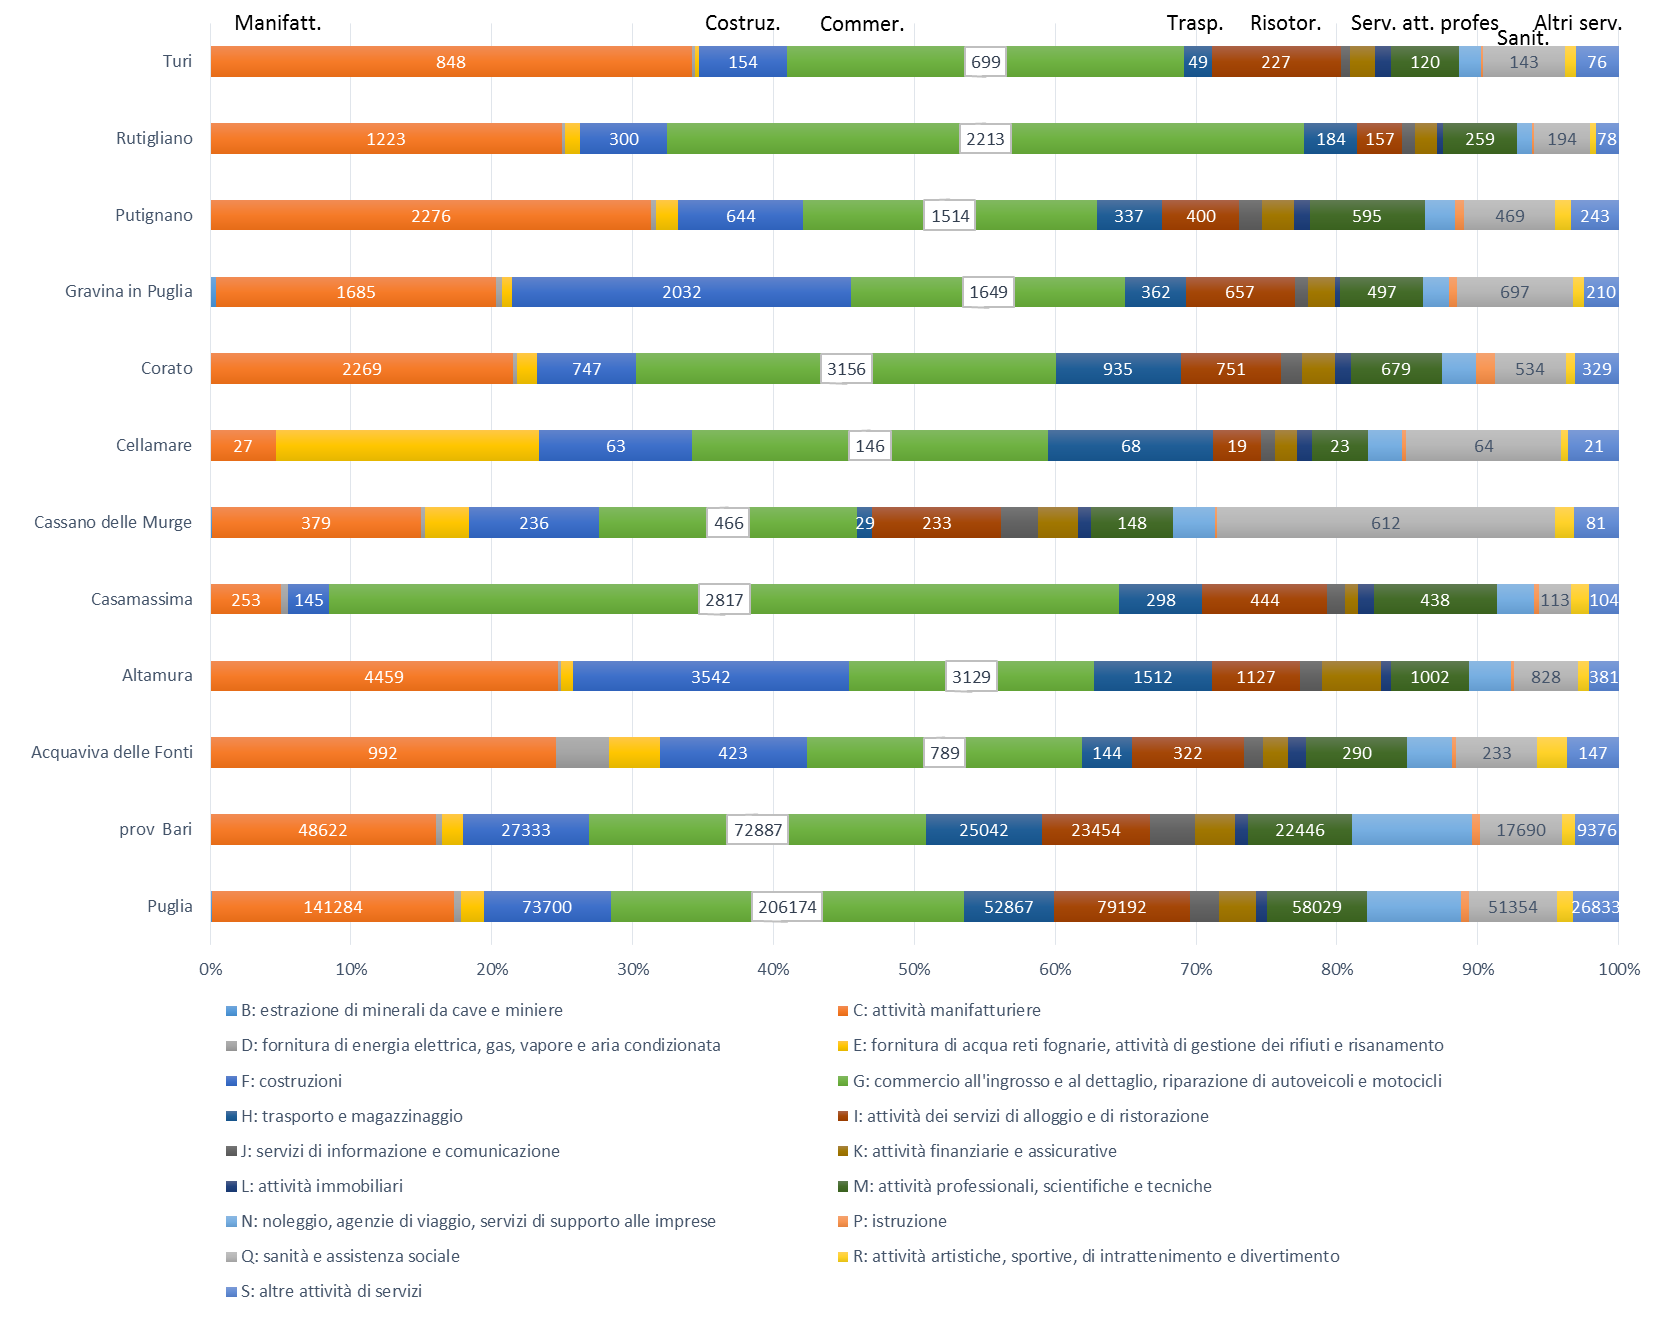 Manifatt. Costruz. Commer. Trasp. Risotor. Serv. att. profes Altri serv.
Sanit.
Turi 848 154 699 49 227 120 143 76
Rutigliano 1223 300 2213 184 157 259 194 78
Putignano 2276 644 1514 337 400 595 469 243
Gravina in Puglia 1685 2032 1649 362 657 497 697 210
Corato 2269 747 3156 935 751 679 534 329
Cellamare 27 63 146 68 19 23 64 21
Cassano delle Murge 379 236 466 29 233 148 612 81
Casamassima 253 145 2817 298 444 438 113 104
Altamura 4459 3542 3129 1512 1127 1002 828 381
Acquaviva delle Fonti 992 423 789 144 322 290 233 147
prov Bari 48622 27333 72887 25042 23454 22446 17690 9376
Puglia 141284 73700 206174 52867 79192 58029 51354 26833
0% 10% 20% 30% 40% 50% 60% 70% 80% 90% 100%
B: estrazione di minerali da cave e miniere C: attività manifatturiere
D: fornitura di energia elettrica, gas, vapore e aria condizionata E: fornitura di acqua reti fognarie, attività di gestione dei rifiuti e risanamento
F: costruzioni G: commercio all'ingrosso e al dettaglio, riparazione di autoveicoli e motocicli
H: trasporto e magazzinaggio I: attività dei servizi di alloggio e di ristorazione
J: servizi di informazione e comunicazione K: attività finanziarie e assicurative
L: attività immobiliari M: attività professionali, scientifiche e tecniche
N: noleggio, agenzie di viaggio, servizi di supporto alle imprese P: istruzione
Q: sanità e assistenza sociale R: attività artistiche, sportive, di intrattenimento e divertimento
S: altre attività di servizi